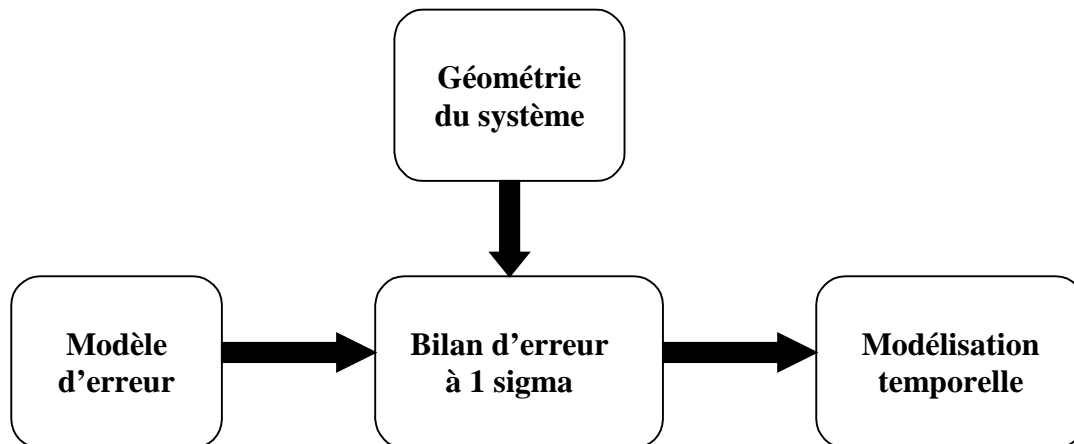 Géométrie
du système
Modèle
d’erreur
Bilan d’erreur
à 1 sigma
Modélisation
temporelle